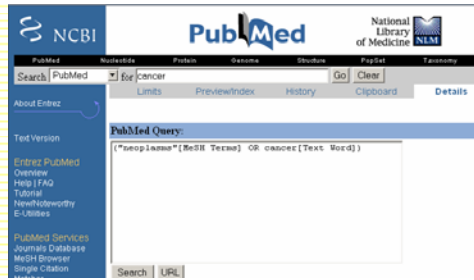 NCBI
PubMed
National
Library
of Medicine NLM
PubMed Nucleotide Protein Genome Structure PopSet Taxonomy
Search PubMed for cancer Go Clear
Limits Preview/Index History Clipboard Details
About Entrez
Text Version
Entrez PubMed
Overview
Help | FAQ
Tutorial
New/Noteworthy
E-Utilities
PubMed Services
Journals Database
MeSH Browser
Single Citation
Matcher
PubMed Query:
("neoplasms"[MeSH Terms] OR cancer[Text Word])
Search URL